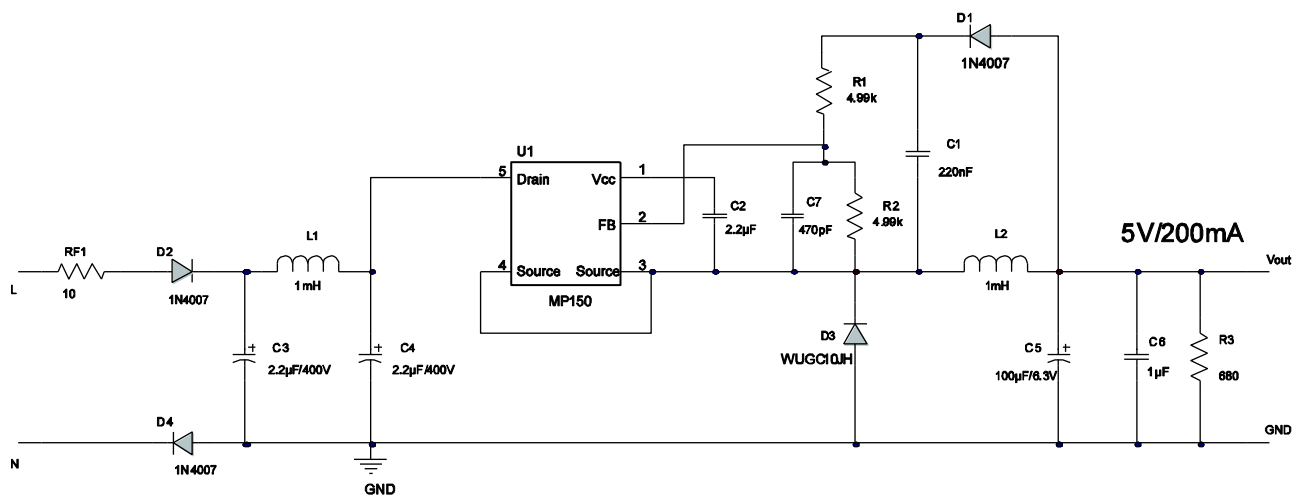 D1
1N4007
R1
4.99k
C1
220nF
U1
5 Drain Vcc 1
FB 2
4 Source Source 3
MP150
C2
2.2µF
C7
470pF
R2
4.99k
L2
1mH
5V/200mA
Vout
L
RF1
10
D2
1N4007
L1
1mH
C3
2.2µF/400V
C4
2.2µF/400V
D3
WUGC10JH
C5
100µF/6.3V
C6
1µF
R3
680
N
D4
1N4007
GND
GND